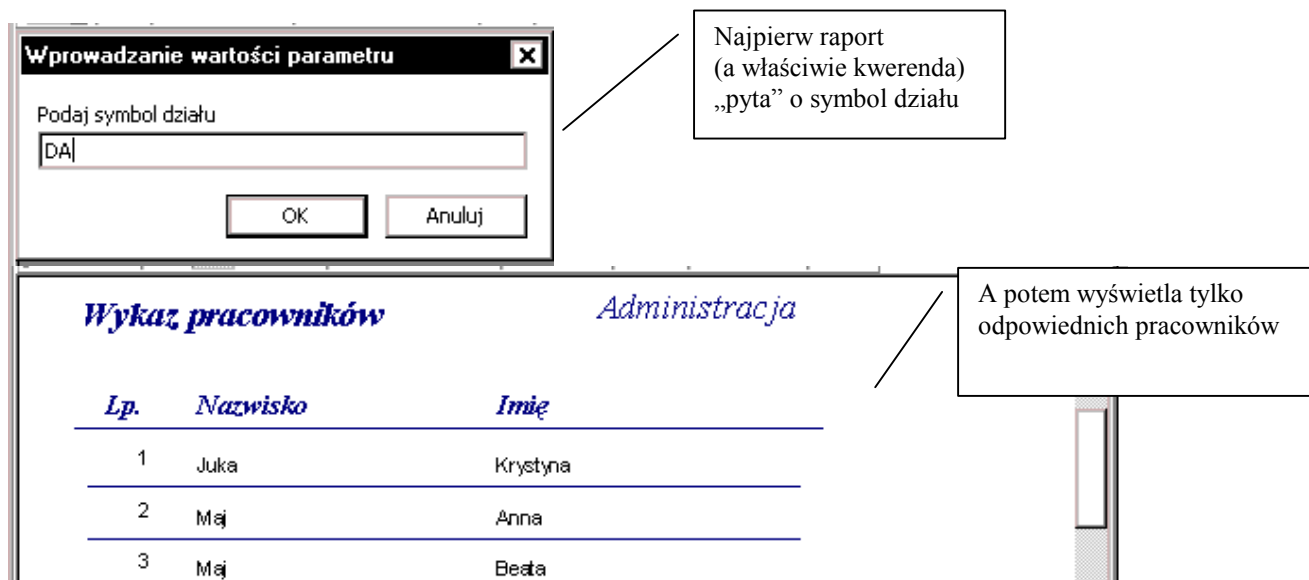 Wprowadzanie wartości parametru
Podaj symbol działu
DA
OK Anuluj
Najpierw raport
(a właściwie kwerenda)
„pyta” o symbol działu
Wykaz pracowników Administracja
A potem wyświetla tylko
odpowiednich pracowników
Lp. Nazwisko Imię
1 Juka Krystyna
2 Maj Anna
3 Maj Beata